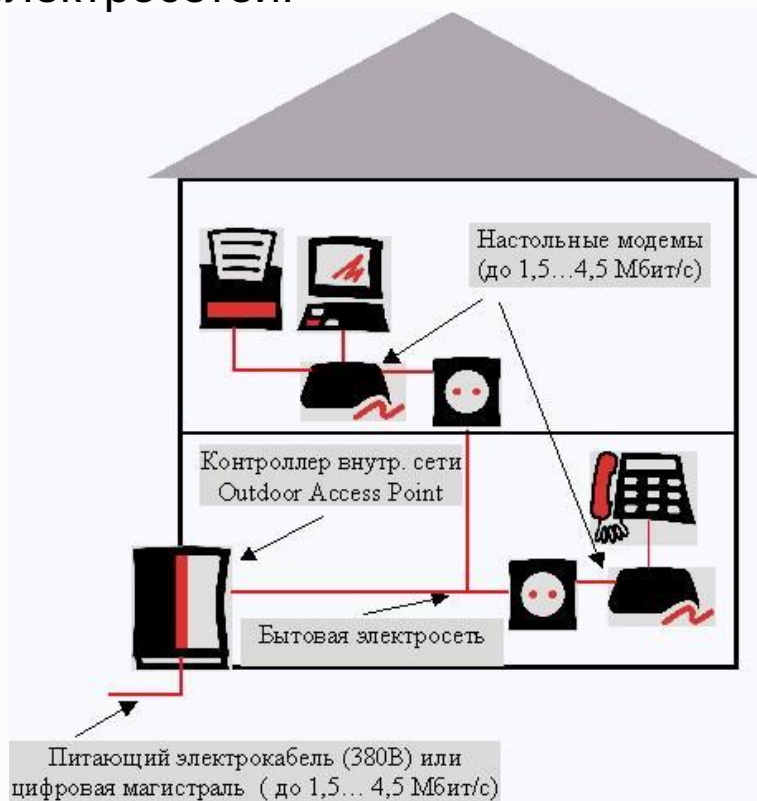 электросетей.
Настольные модемы
(до 1,5...4,5 Мбит/с)
Контроллер внутр. сети
Outdoor Access Point
Бытовая электросеть
Питающий электрокабель (380В) или
цифровая магистраль ( до 1,5... 4,5 Мбит/с)